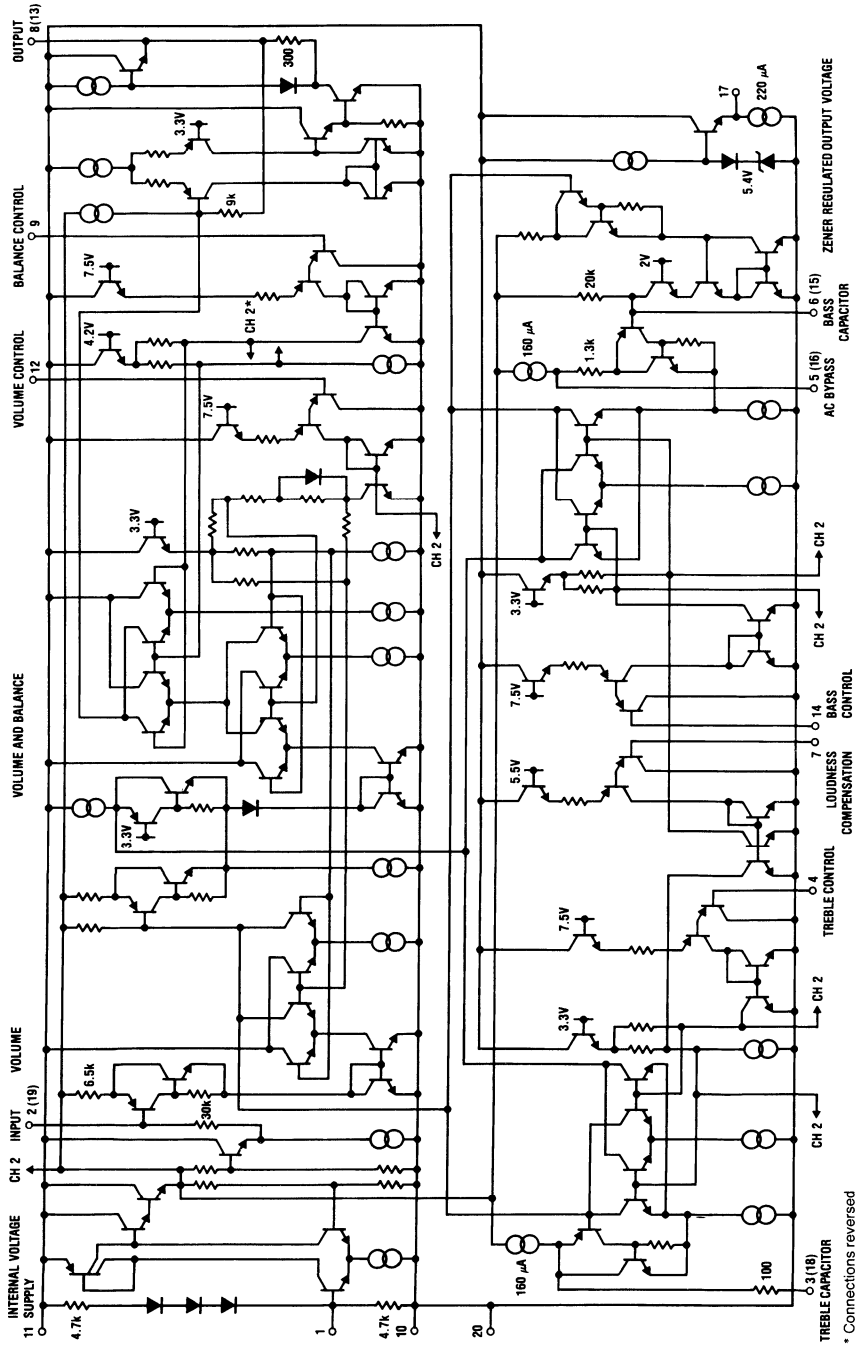 INTERNAL VOLTAGE
SUPPLY
11
4.7k
1
4.7k
10
20
CH 2
INPUT
2 (19)
30k
6.5k
VOLUME
3.3V
VOLUME AND BALANCE
3.3V
CH 2
VOLUME CONTROL
12
7.5V
4.2V
CH 2*
BALANCE CONTROL
9
7.5V
9k
3.3V
OUTPUT
8(13)
300
TREBLE CAPACITOR
3 (18)
100
160 µA
CH 2
3.3V
CH 2
7.5V
TREBLE CONTROL
4
5.5V
LOUDNESS
COMPENSATION
7
14
BASS
CONTROL
7.5V
3.3V
CH 2
CH 2
160 µA
1.3k
5 (16)
AC BYPASS
20k
6 (15)
BASS
CAPACITOR
2V
5.4V
17
220 µA
ZENER REGULATED OUTPUT VOLTAGE
* Connections reversed